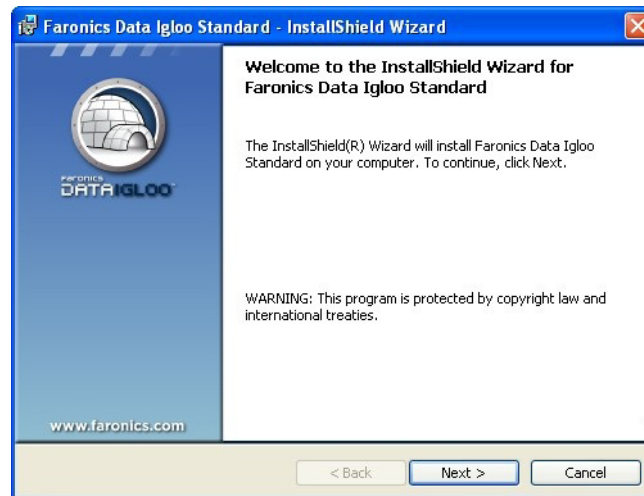 Faronics Data Igloo Standard - InstallShield Wizard
Welcome to the InstallShield Wizard for
Faronics Data Igloo Standard
The InstallShield(R) Wizard will install Faronics Data Igloo
Standard on your computer. To continue, click Next.
FARONICS
DATA IGLOO
WARNING: This program is protected by copyright law and
international treaties.
www.faronics.com
< Back
Next >
Cancel